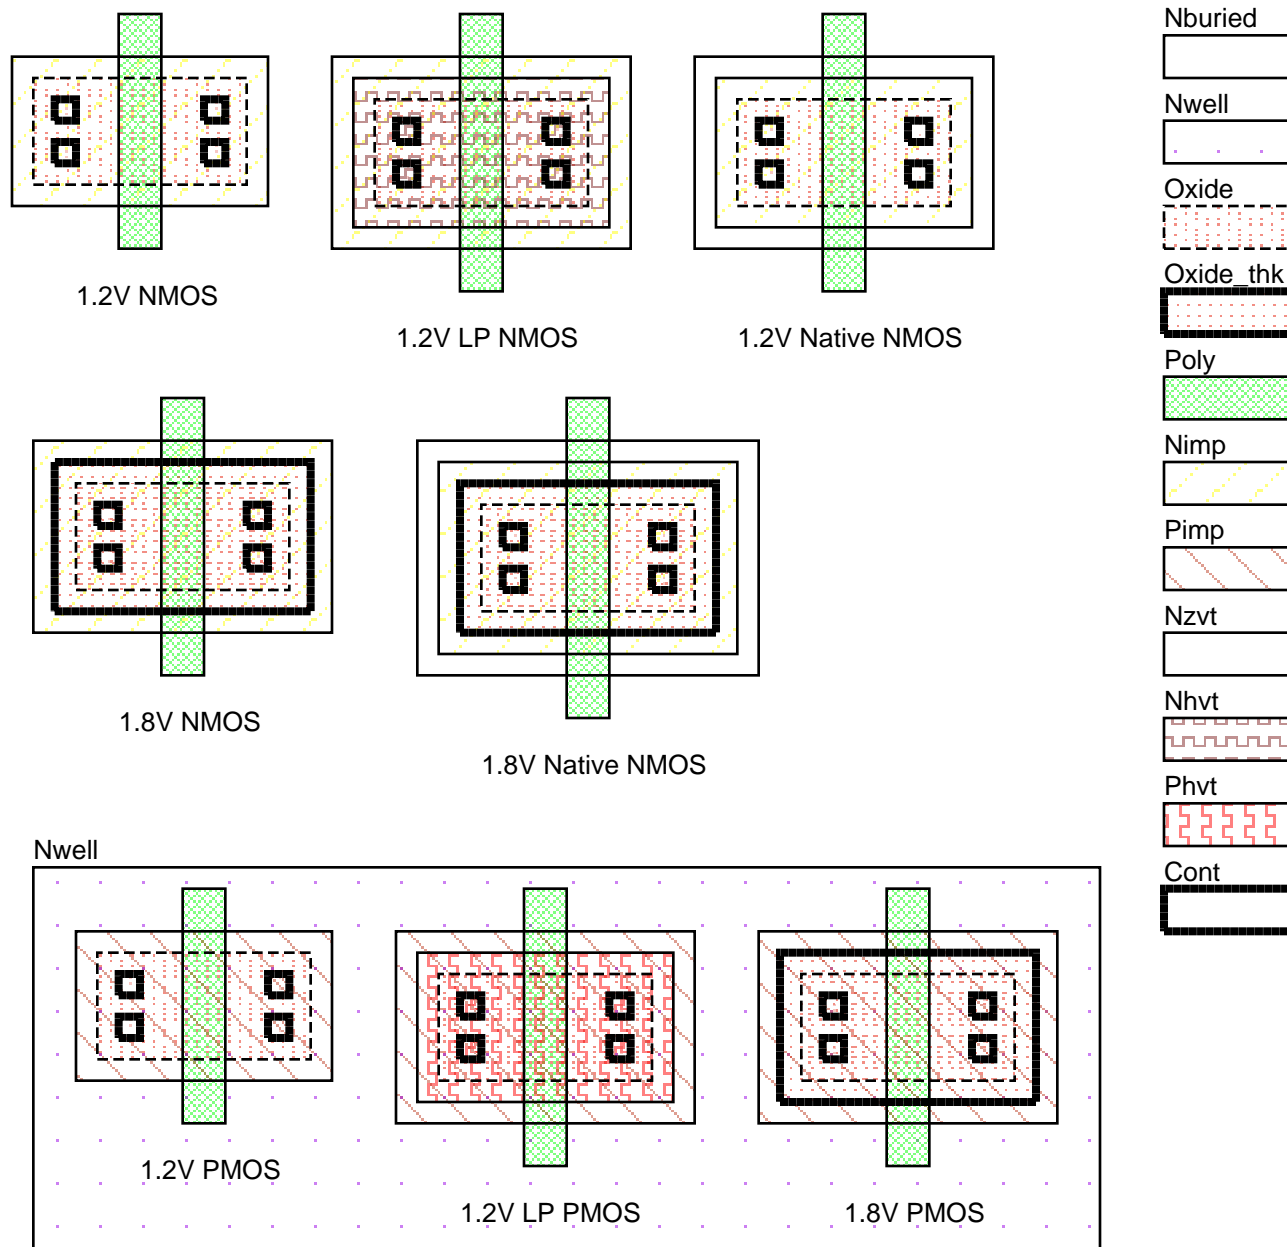 1.2V NMOS
1.2V LP NMOS
1.2V Native NMOS
1.8V NMOS
1.8V Native NMOS
Nwell
1.2V PMOS
1.2V LP PMOS
1.8V PMOS
Nburied
Nwell
Oxide
Oxide_thk
Poly
Nimp
Pimp
Nzvt
Nhvt
Phvt
Cont